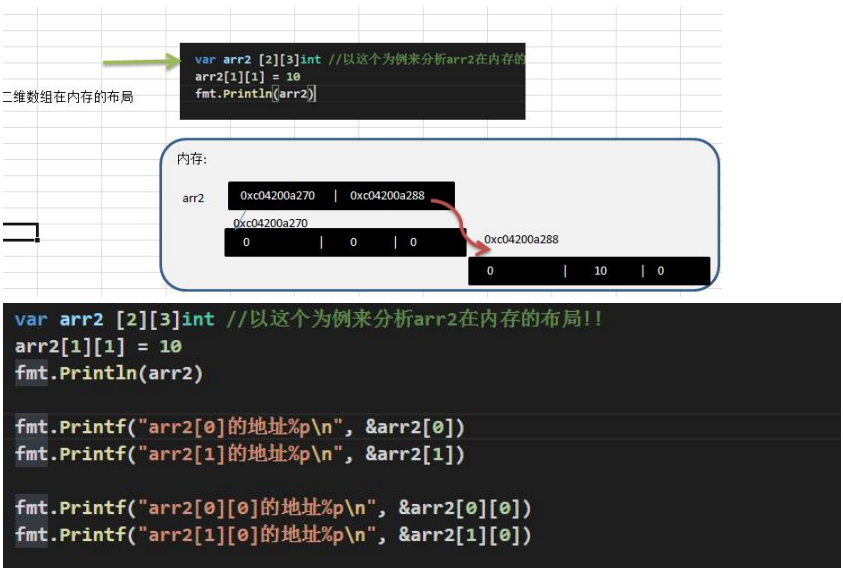 var arr2 [2][3]int //以这个为例来分析arr2在内存的
arr2[1][1] = 10
fmt.Println(arr2)
二维数组在内存的布局
内存:
arr2
0xc04200a270 | 0xc04200a288
0xc04200a270
0 | 0 | 0
0xc04200a288
0 | 10 | 0
var arr2 [2][3]int //以这个为例来分析arr2在内存的布局!!
arr2[1][1] = 10
fmt.Println(arr2)
fmt.Printf("arr2[0]的地址%p\n", &arr2[0])
fmt.Printf("arr2[1]的地址%p\n", &arr2[1])
fmt.Printf("arr2[0][0]的地址%p\n", &arr2[0][0])
fmt.Printf("arr2[1][0]的地址%p\n", &arr2[1][0])